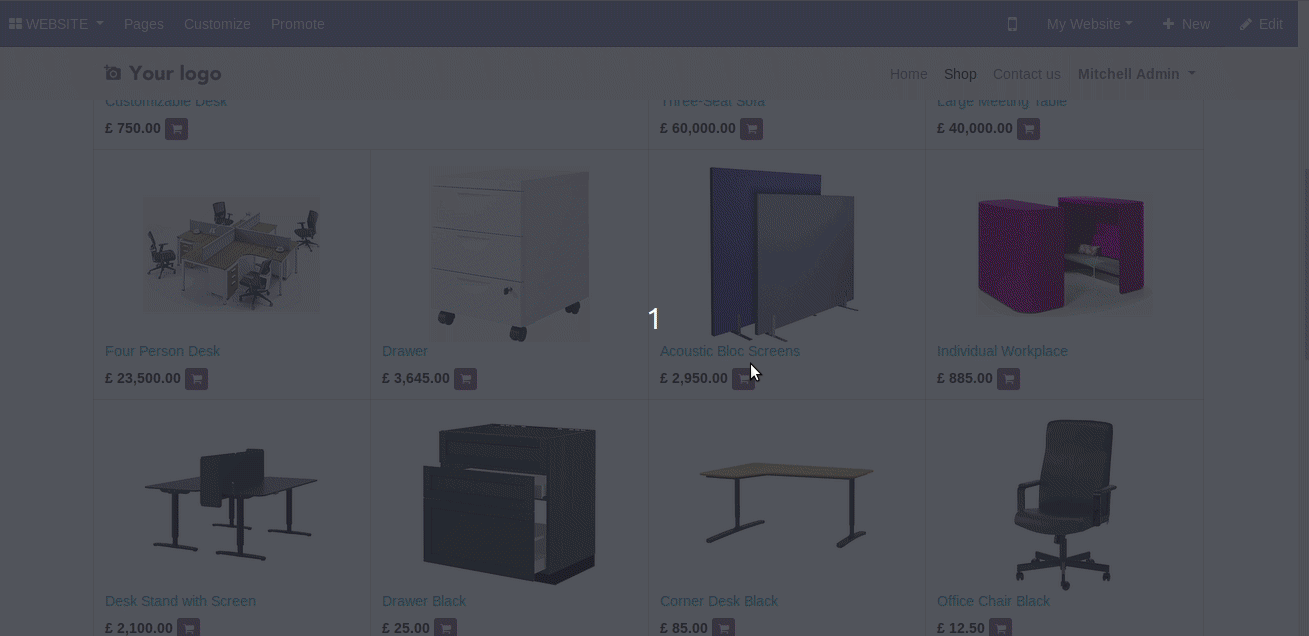 WEBSITE Pages Customize Promote My Website New Edit
Your logo Home Shop Contact us Mitchell Admin
Customizable Desk Three-Seat Sofa Large Meeting Table
£ 750.00 £ 60,000.00 £ 40,000.00
1
Four Person Desk Drawer Acoustic Bloc Screens Individual Workplace
£ 23,500.00 £ 3,645.00 £ 2,950.00 £ 885.00
Desk Stand with Screen Drawer Black Corner Desk Black Office Chair Black
£ 2,100.00 £ 25.00 £ 85.00 £ 12.50